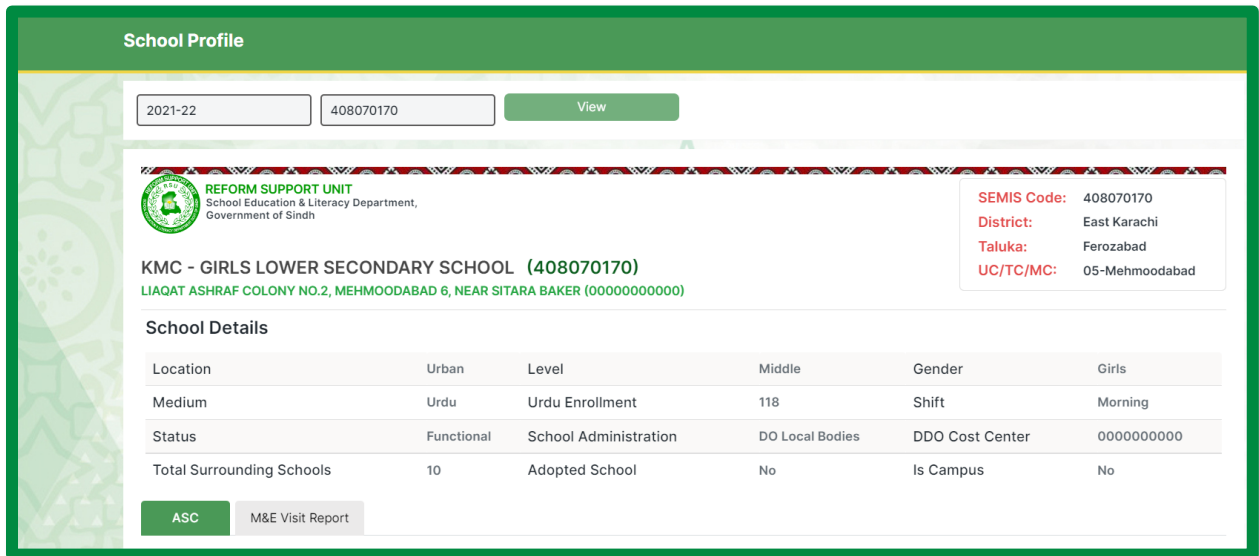 School Profile
2021-22 408070170 View
REFORM SUPPORT UNIT
School Education & Literacy Department,
Government of Sindh
SEMIS Code: 408070170
District: East Karachi
Taluka: Ferozabad
UC/TC/MC: 05-Mehmoodabad
KMC - GIRLS LOWER SECONDARY SCHOOL (408070170)
LIAQAT ASHRAF COLONY NO.2, MEHMOODABAD 6, NEAR SITARA BAKER (00000000000)
School Details
Location Urban Level Middle Gender Girls
Medium Urdu Urdu Enrollment 118 Shift Morning
Status Functional School Administration DO Local Bodies DDO Cost Center 0000000000
Total Surrounding Schools 10 Adopted School No Is Campus No
ASC M&E Visit Report